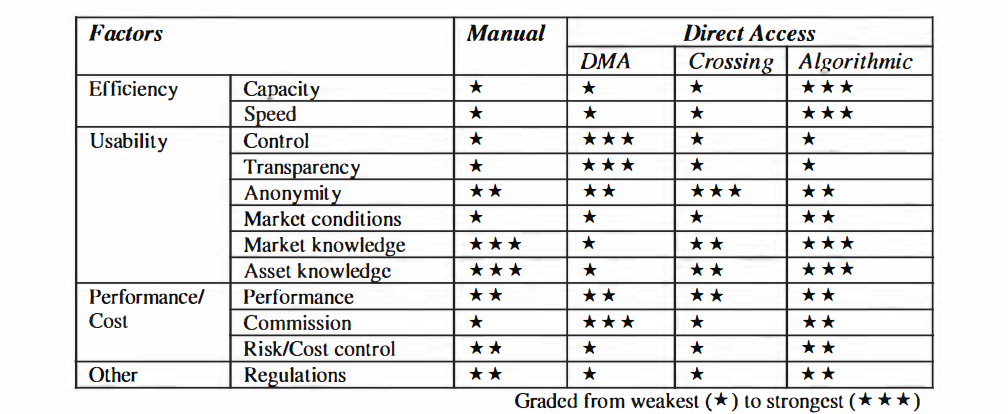 Factors Manual Direct Access
DMA Crossing Algorithmic
Efficiency Capacity ★ ★ ★ ★★★
Speed ★ ★ ★ ★★★
Usability Control ★ ★★★ ★ ★
Transparency ★ ★★★ ★ ★
Anonymity ★★ ★★ ★★★ ★★
Market conditions ★ ★ ★ ★★
Market knowledge ★★★ ★ ★★ ★★★
Asset knowledge ★★★ ★ ★★ ★★★
Performance/ Performance ★★ ★★ ★★ ★★
Cost Commission ★ ★★★ ★ ★★
Risk/Cost control ★★ ★ ★ ★★
Other Regulations ★★ ★ ★ ★★
Graded from weakest (★) to strongest (★★★)